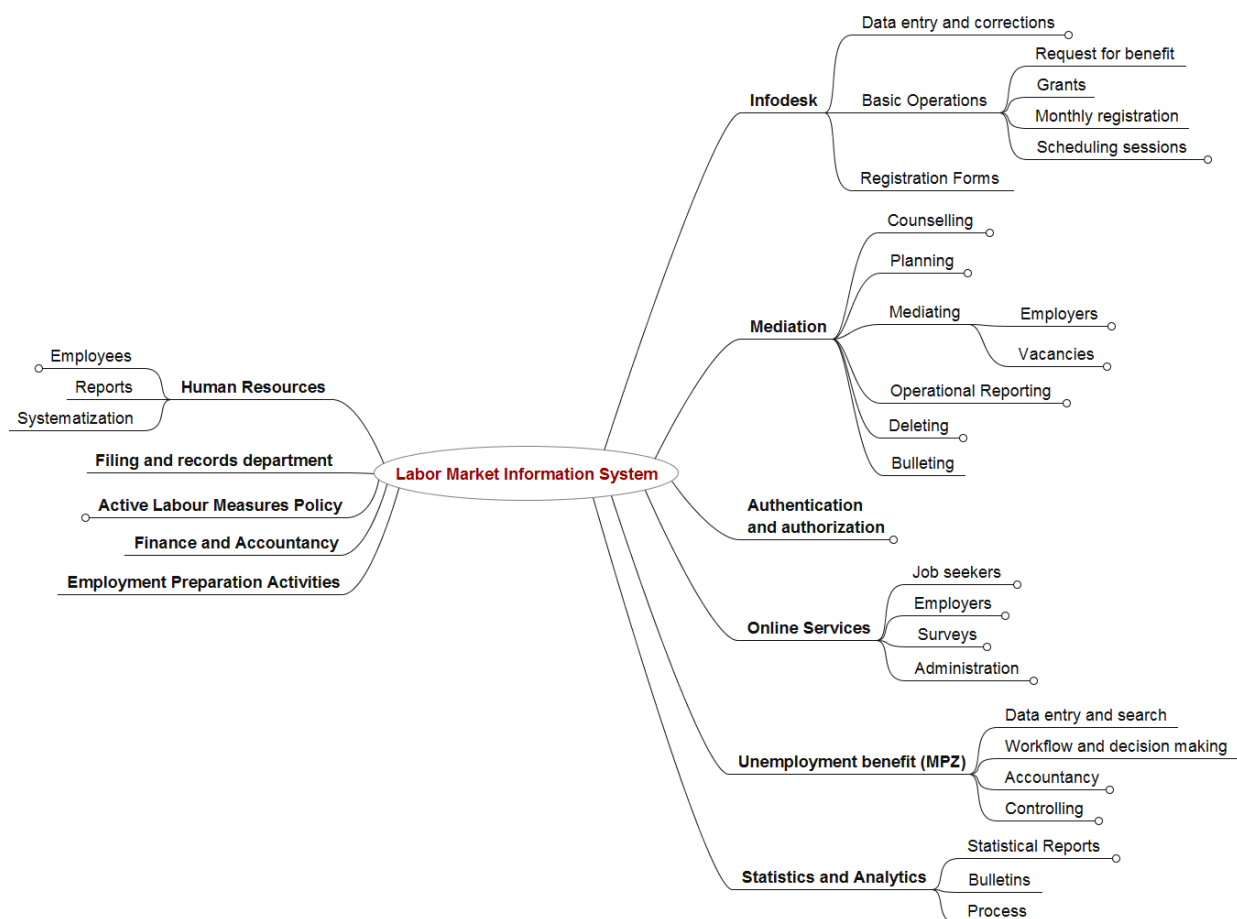 Labor Market Information System
Infodesk
Data entry and corrections
Basic Operations
Request for benefit
Grants
Monthly registration
Scheduling sessions
Registration Forms
Mediation
Counselling
Planning
Mediating
Employers
Vacancies
Operational Reporting
Deleting
Bulleting
Authentication
and authorization
Online Services
Job seekers
Employers
Surveys
Administration
Unemployment benefit (MPZ)
Data entry and search
Workflow and decision making
Accountancy
Controlling
Statistics and Analytics
Statistical Reports
Bulletins
Process
Human Resources
Employees
Reports
Systematization
Filing and records department
Active Labour Measures Policy
Finance and Accountancy
Employment Preparation Activities